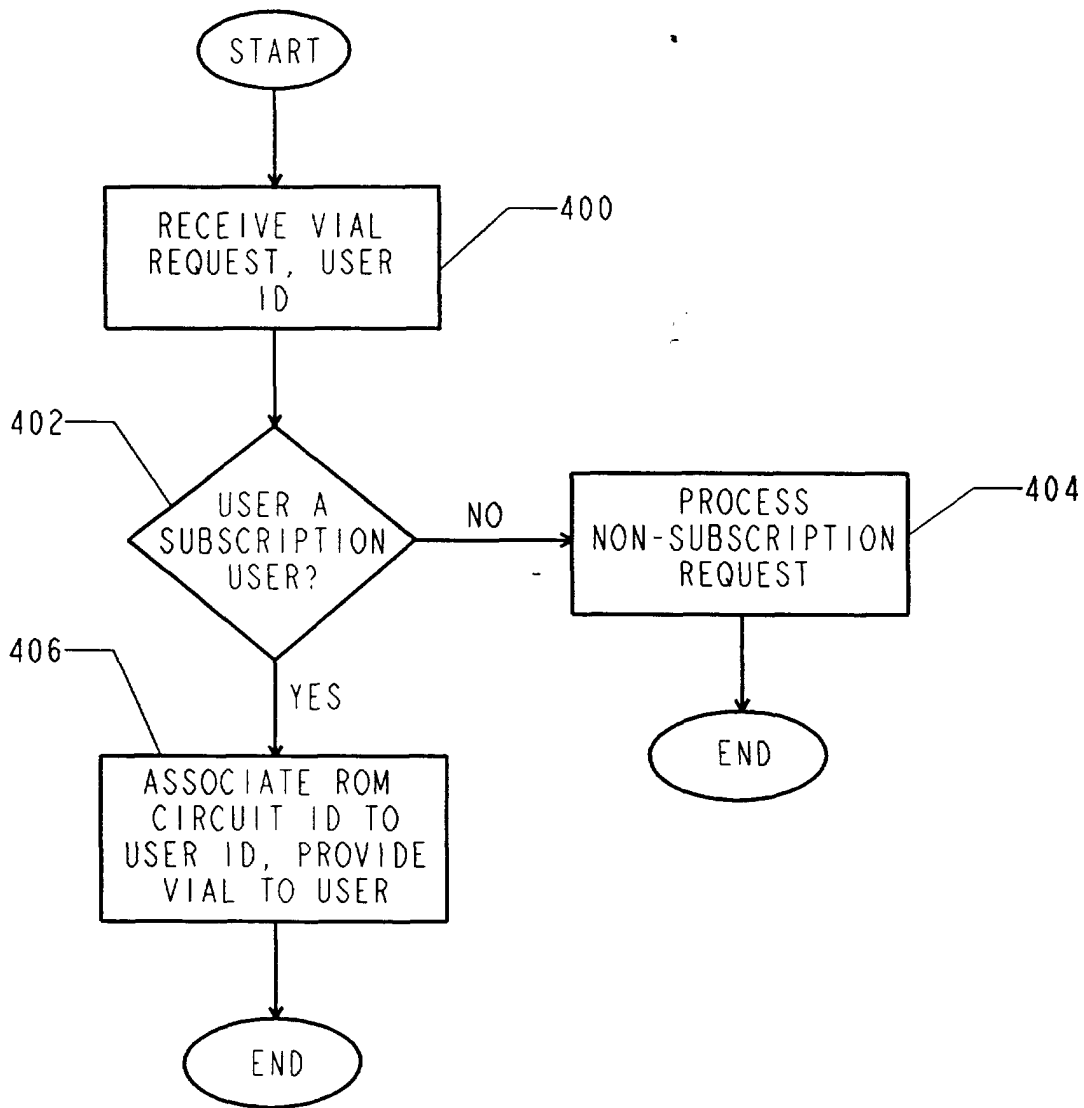 START
RECEIVE VIAL
REQUEST, USER
ID
400
402
USER A
SUBSCRIPTION
USER?
NO
PROCESS
NON-SUBSCRIPTION
REQUEST
404
406
YES
END
ASSOCIATE ROM
CIRCUIT ID TO
USER ID, PROVIDE
VIAL TO USER
END